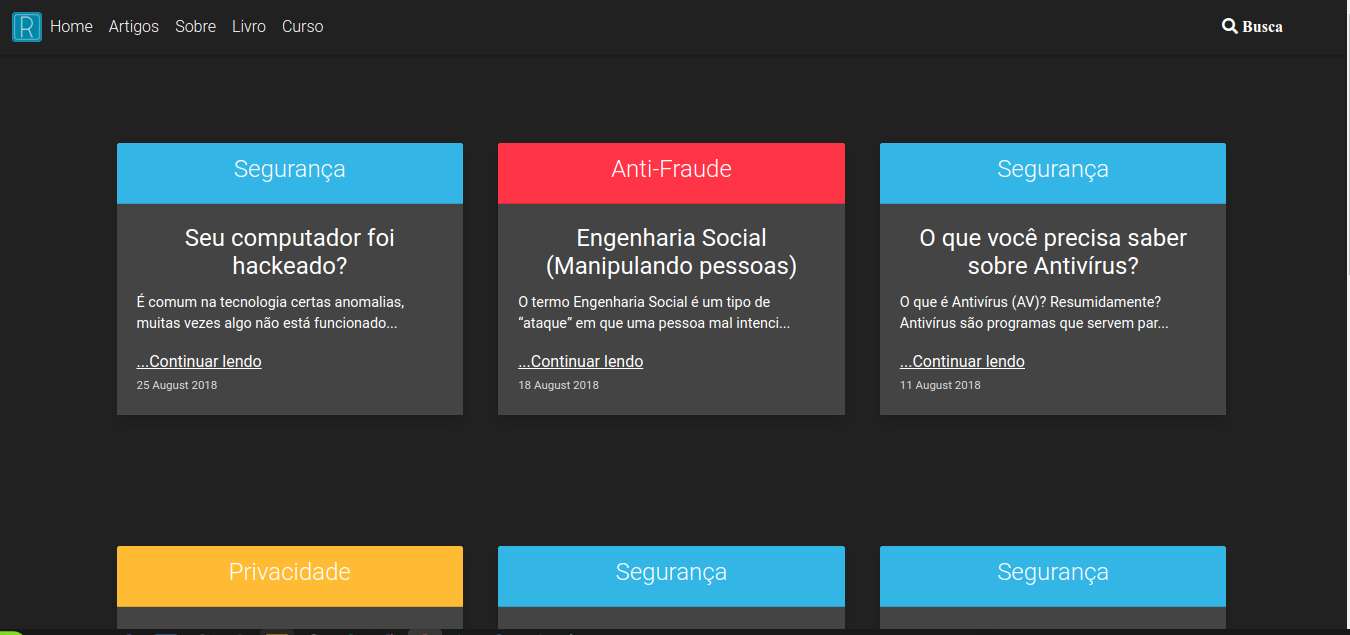 R Home Artigos Sobre Livro Curso Busca
Segurança
Anti-Fraude
Segurança
Seu computador foi
hackeado?
É comum na tecnologia certas anomalias,
muitas vezes algo não está funcionado...
...Continuar lendo
25 August 2018
Engenharia Social
(Manipulando pessoas)
O termo Engenharia Social é um tipo de
“ataque” em que uma pessoa mal intenci...
...Continuar lendo
18 August 2018
O que você precisa saber
sobre Antivírus?
O que é Antivírus (AV)? Resumidamente?
Antivírus são programas que servem par...
...Continuar lendo
11 August 2018
Privacidade
Segurança
Segurança